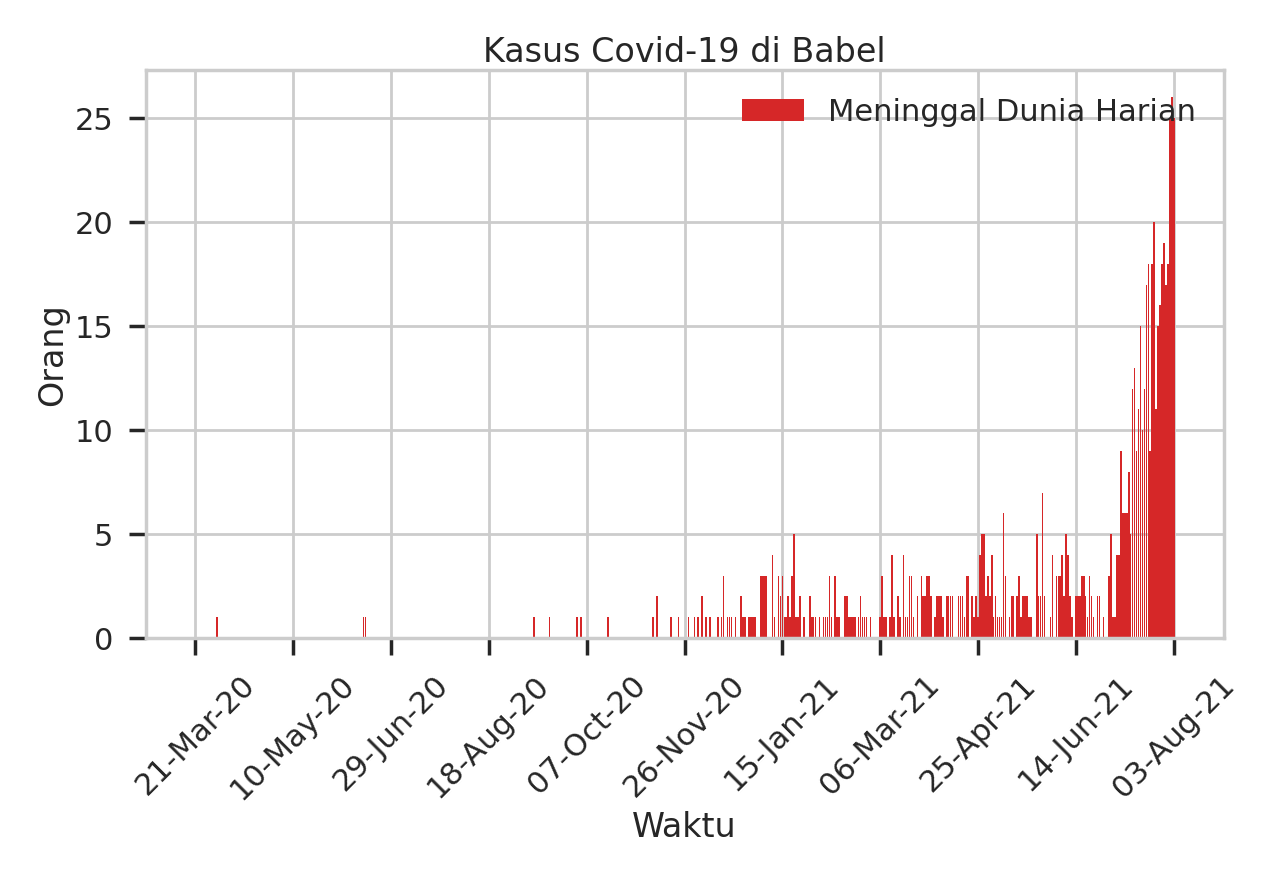 Kasus Covid-19 di Babel
Meninggal Dunia Harian
25
20
15
10
5
0
Orang
21-Mar-20
10-May-20
29-Jun-20
18-Aug-20
07-Oct-20
26-Nov-20
15-Jan-21
06-Mar-21
25-Apr-21
14-Jun-21
03-Aug-21
Waktu